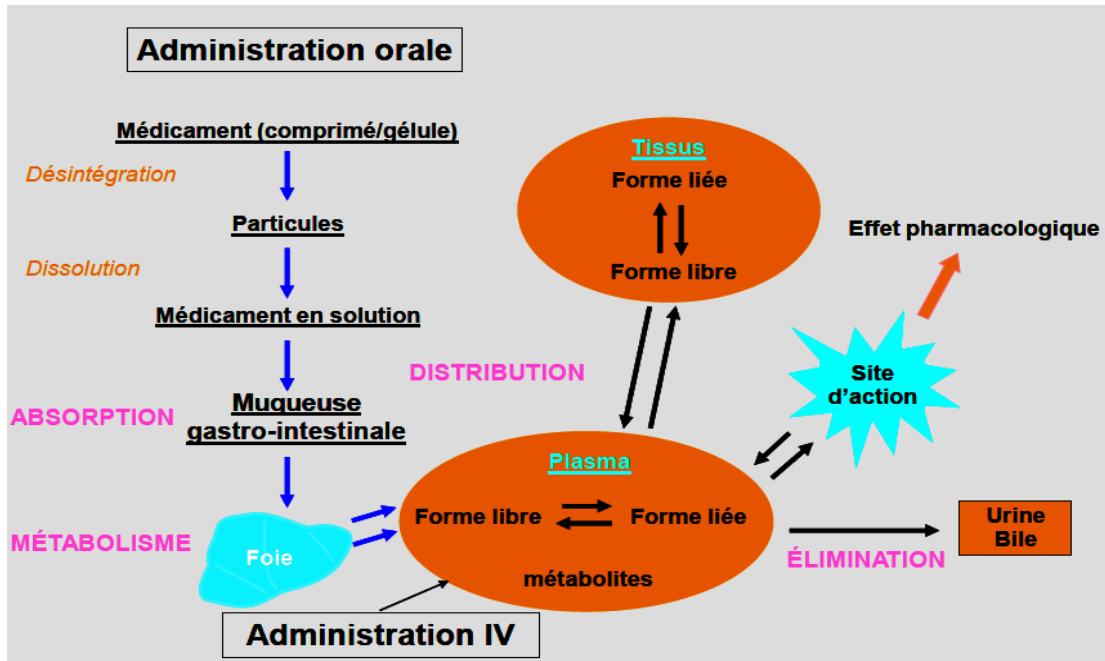 Administration orale
Médicament (comprimé/gélule)
Désintégration
Particules
Dissolution
Médicament en solution
ABSORPTION
Muqueuse
gastro-intestinale
MÉTABOLISME
Foie
Administration IV
DISTRIBUTION
Tissus
Forme liée
Forme libre
Plasma
Forme libre
Forme liée
métabolites
Effet pharmacologique
Site
d’action
ÉLIMINATION
Urine
Bile